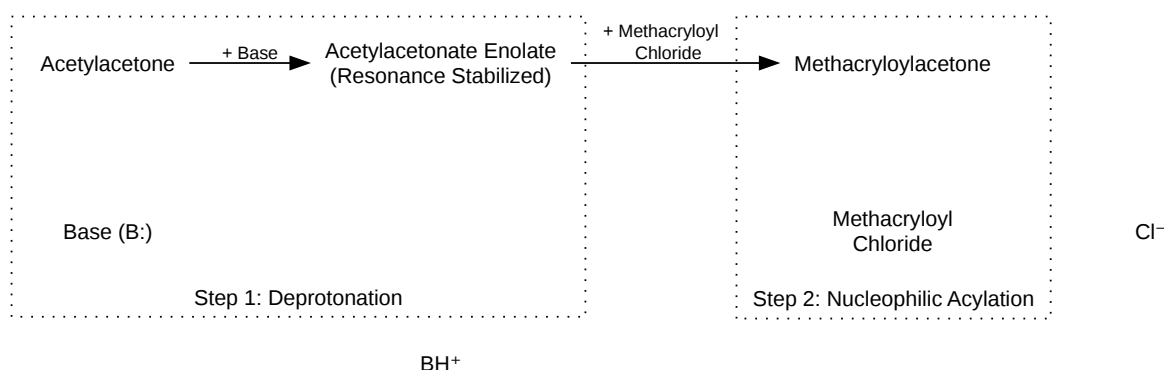 Acetylacetone
+ Base
Acetylacetonate Enolate
(Resonance Stabilized)
+ Methacryloyl
Chloride
Methacryloylacetone
Base (B:)
Methacryloyl
Chloride
Cl⁻
Step 1: Deprotonation
Step 2: Nucleophilic Acylation
BH⁺